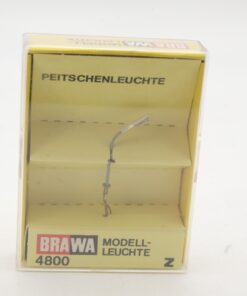 PEITSCHENLEUCHTE
BRAWA
MODELL-
LEUCHTE
4800
Z